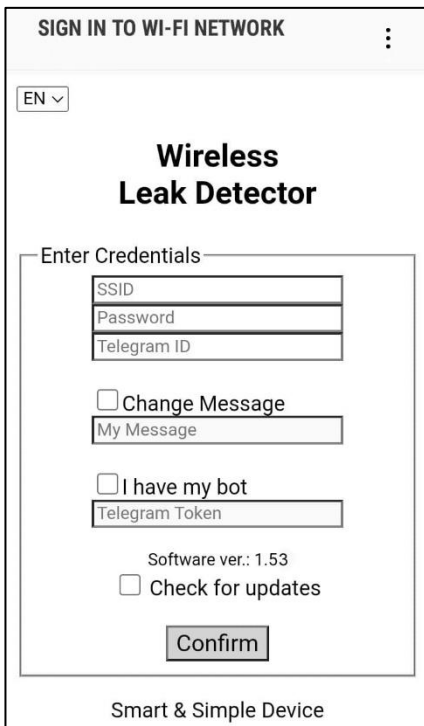 SIGN IN TO WI-FI NETWORK
EN
Wireless
Leak Detector
Enter Credentials
SSID
Password
Telegram ID
Change Message
My Message
I have my bot
Telegram Token
Software ver.: 1.53
Check for updates
Confirm
Smart & Simple Device